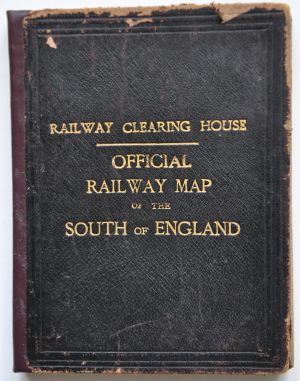 RAILWAY CLEARING HOUSE
OFFICIAL
RAILWAY MAP
OF THE
SOUTH OF ENGLAND